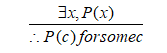 ∃x, P(x)
∴ P(c)forsomec